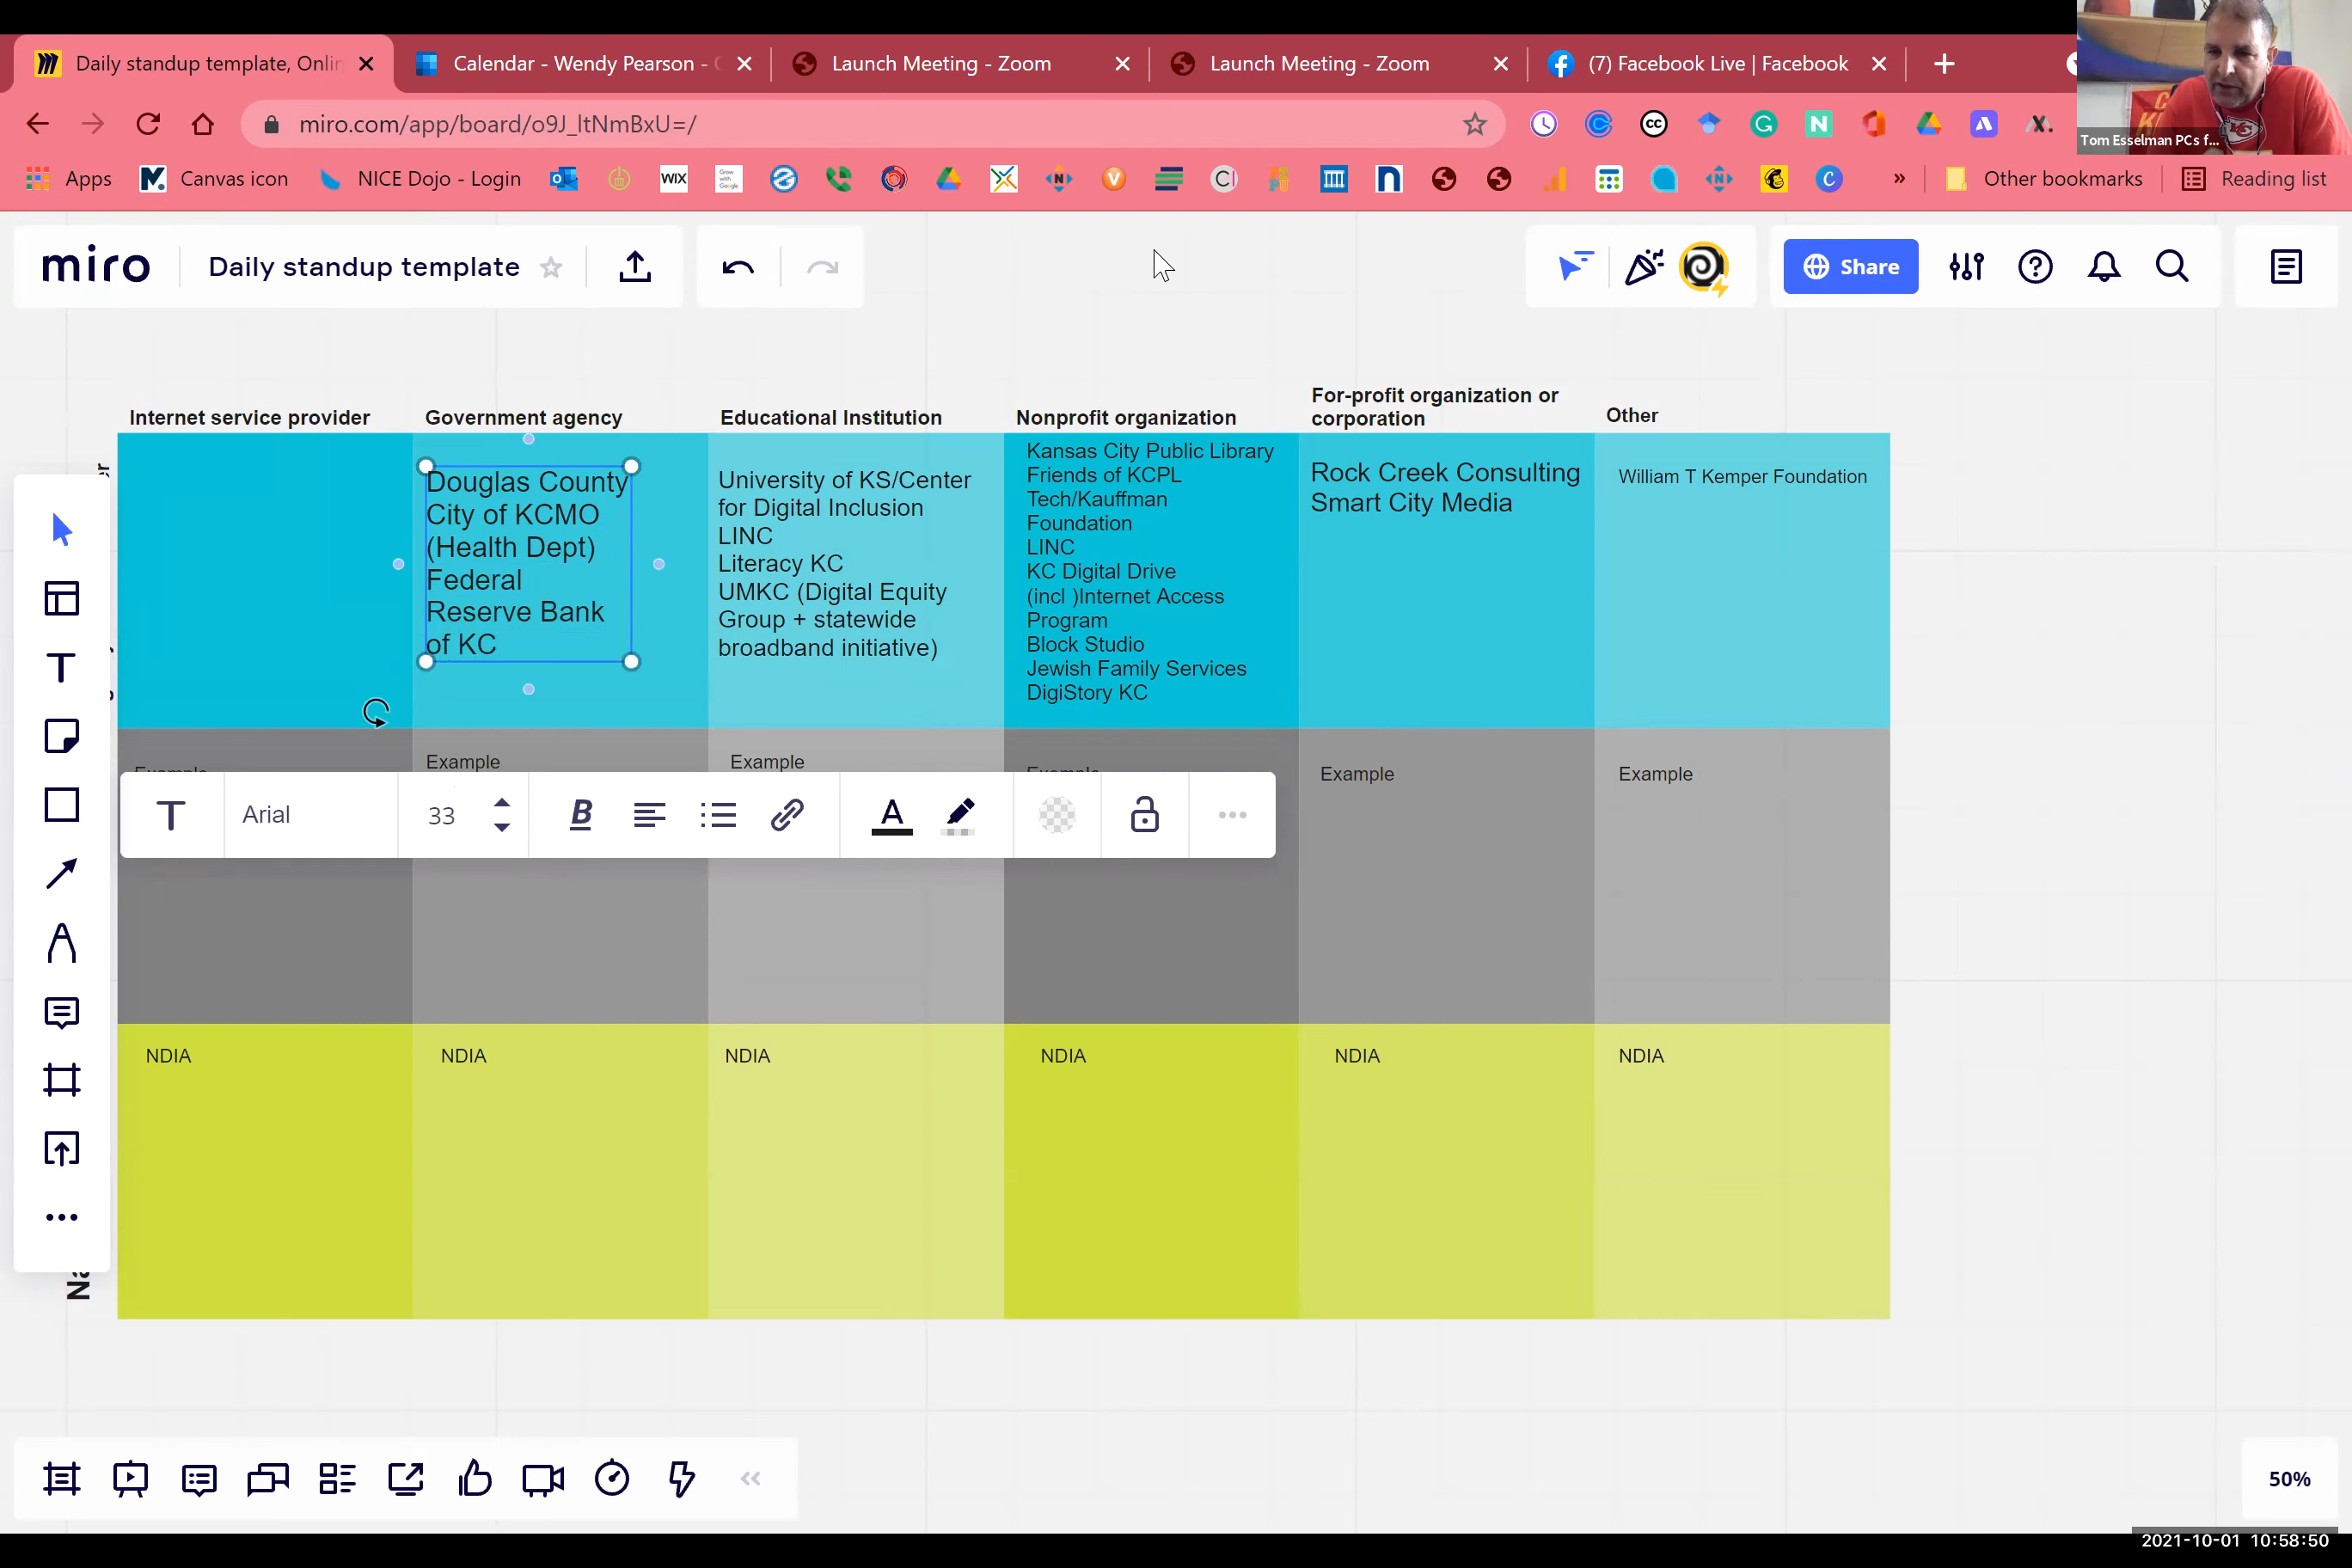 Daily standup template, Onlin
Calendar - Wendy Pearson -
Launch Meeting - Zoom
Launch Meeting - Zoom
(7) Facebook Live | Facebook
miro.com/app/board/o9J_ltNmBxU=/
Tom Esselman PCs f...
Apps
Canvas icon
NICE Dojo - Login
WIX
Other bookmarks
Reading list
miro
Daily standup template
Share
Internet service provider
Government agency
Educational Institution
Nonprofit organization
For-profit organization or
corporation
Other
Douglas County
City of KCMO
(Health Dept)
Federal
Reserve Bank
of KC
University of KS/Center
for Digital Inclusion
LINC
Literacy KC
UMKC (Digital Equity
Group + statewide
broadband initiative)
Kansas City Public Library
Friends of KCPL
Tech/Kauffman
Foundation
LINC
KC Digital Drive
(incl )Internet Access
Program
Block Studio
Jewish Family Services
DigiStory KC
Rock Creek Consulting
Smart City Media
William T Kemper Foundation
Example
Example
Example
Example
Example
Example
Arial
33
NDIA
NDIA
NDIA
NDIA
NDIA
NDIA
50%
2021-10-01 10:58:50